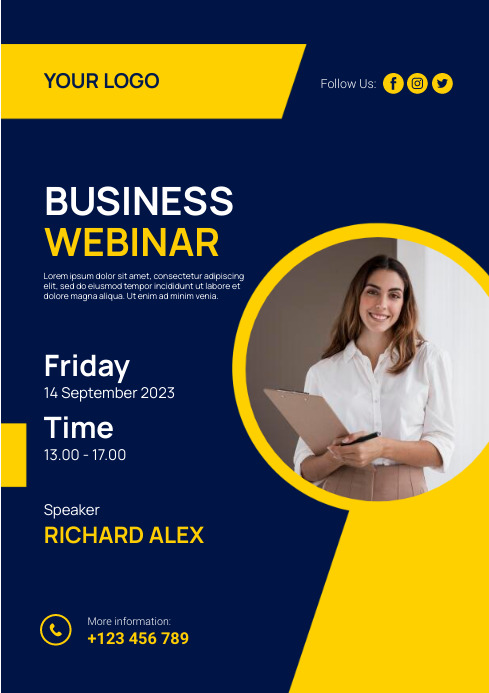 YOUR LOGO
Follow Us:
BUSINESS
WEBINAR
Lorem ipsum dolor sit amet, consectetur adipiscing
elit, sed do eiusmod tempor incididunt ut labore et
dolore magna aliqua. Ut enim ad minim venia.
Friday
14 September 2023
Time
13.00 - 17.00
Speaker
RICHARD ALEX
More information:
+123 456 789